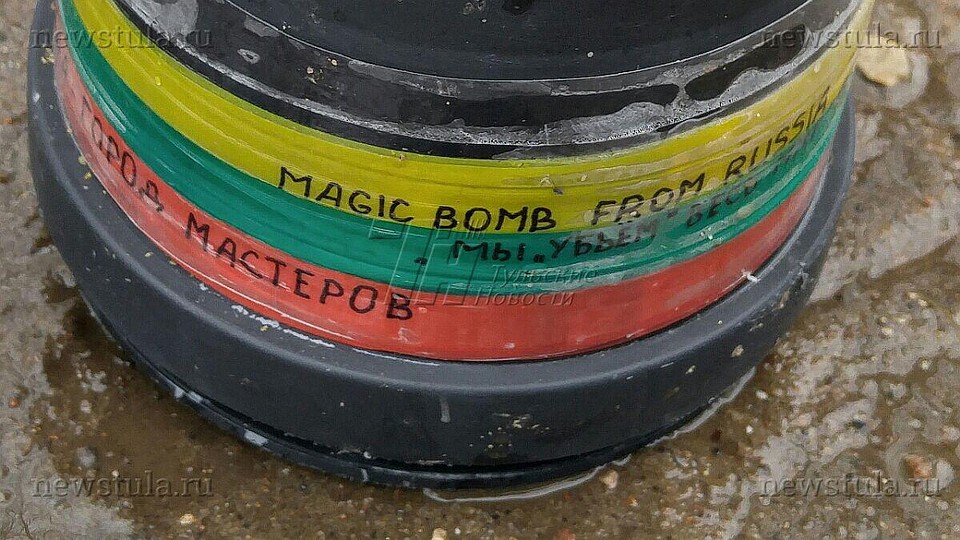 newstula.ru
newstula.ru
MAGIC BOMB FROM RUSSIA
. МЫ. УБЬЕМ
ГОРОД МАСТЕРОВ
Тульские
Новости
newstula.ru
newstula.ru